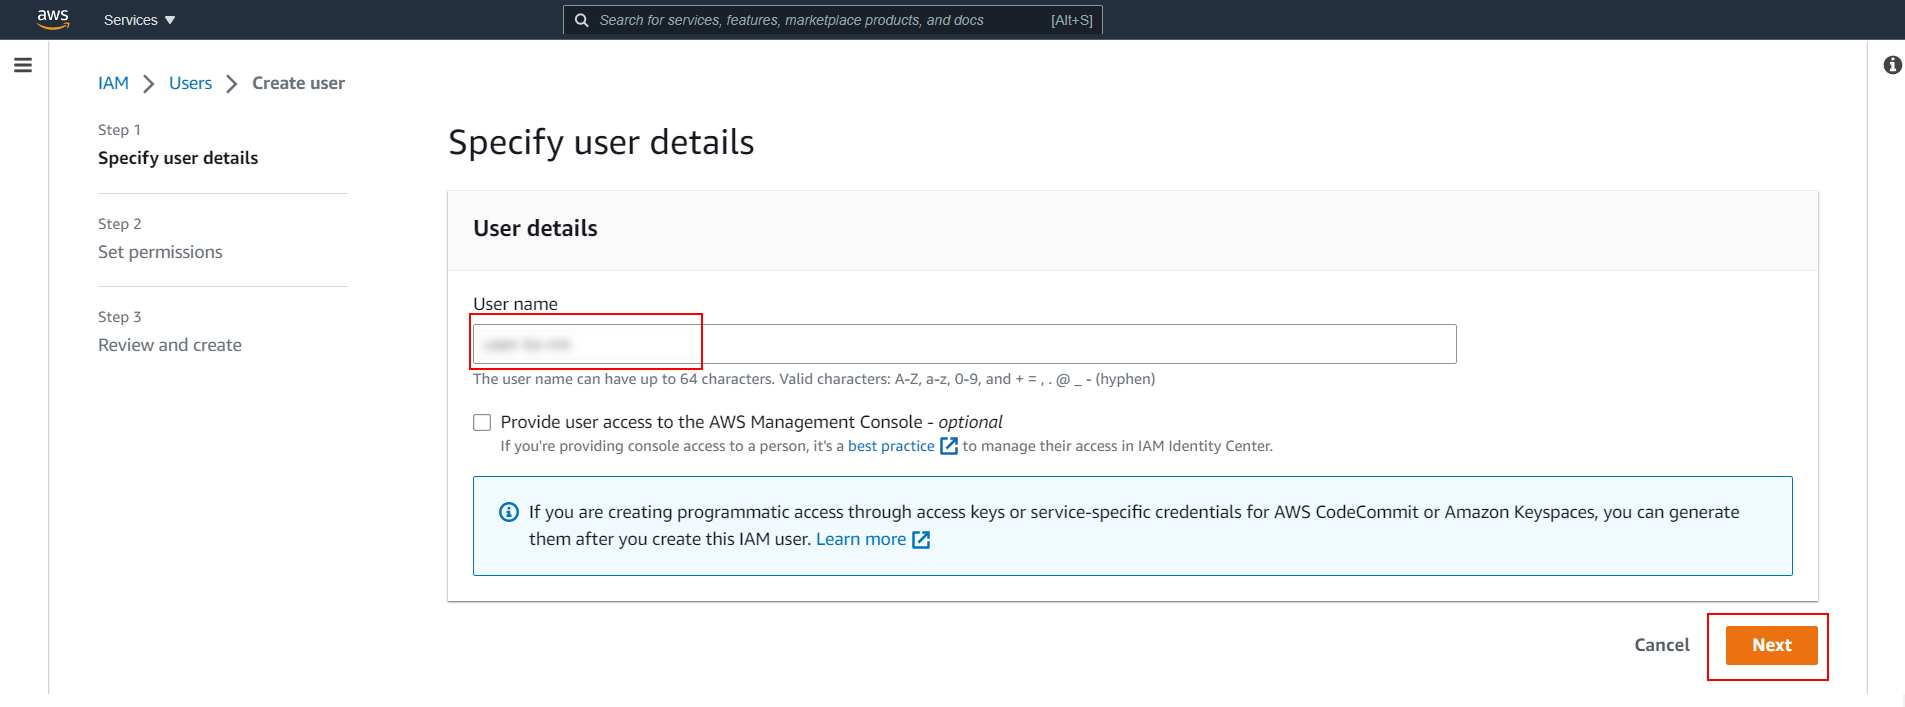 aws
Services
Search for services, features, marketplace products, and docs
[Alt+S]
IAM > Users > Create user
Step 1
Specify user details
Step 2
Set permissions
Step 3
Review and create
Specify user details
User details
User name
The user name can have up to 64 characters. Valid characters: A-Z, a-z, 0-9, and + = , . @ _ - (hyphen)
Provide user access to the AWS Management Console - optional
If you're providing console access to a person, it's a best practice to manage their access in IAM Identity Center.
If you are creating programmatic access through access keys or service-specific credentials for AWS CodeCommit or Amazon Keyspaces, you can generate
them after you create this IAM user. Learn more
Cancel
Next